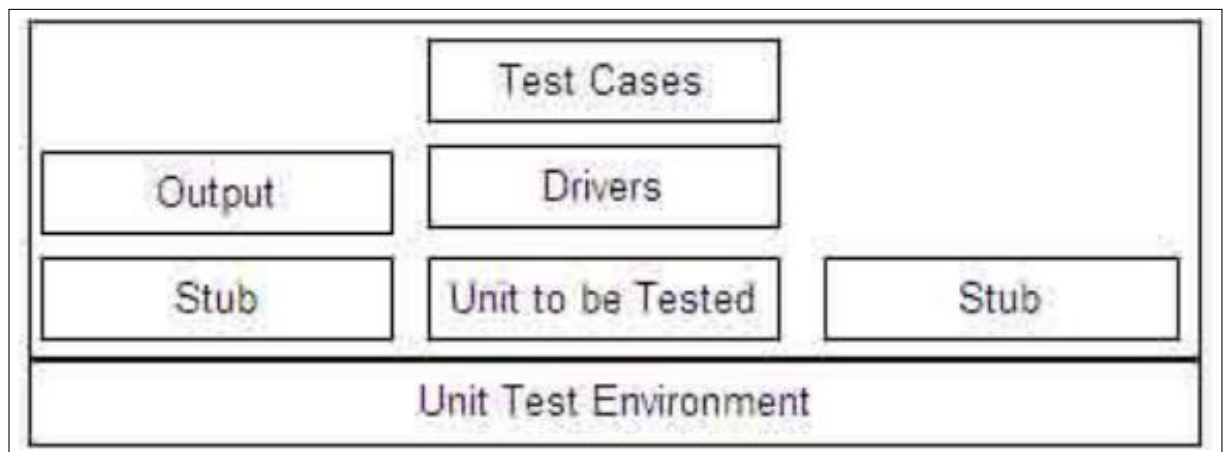 Test Cases
Output
Drivers
Stub
Unit to be Tested
Stub
Unit Test Environment